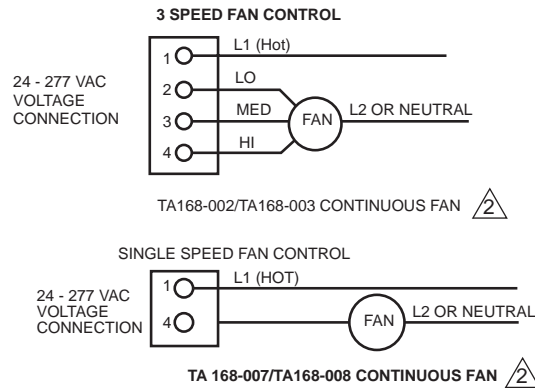 3 SPEED FAN CONTROL
24 - 277 VAC
VOLTAGE
CONNECTION
1
L1 (Hot)
2
LO
3
MED
4
HI
FAN
L2 OR NEUTRAL
TA168-002/TA168-003 CONTINUOUS FAN 2
SINGLE SPEED FAN CONTROL
24 - 277 VAC
VOLTAGE
CONNECTION
1
L1 (HOT)
4
FAN
L2 OR NEUTRAL
TA 168-007/TA168-008 CONTINUOUS FAN 2